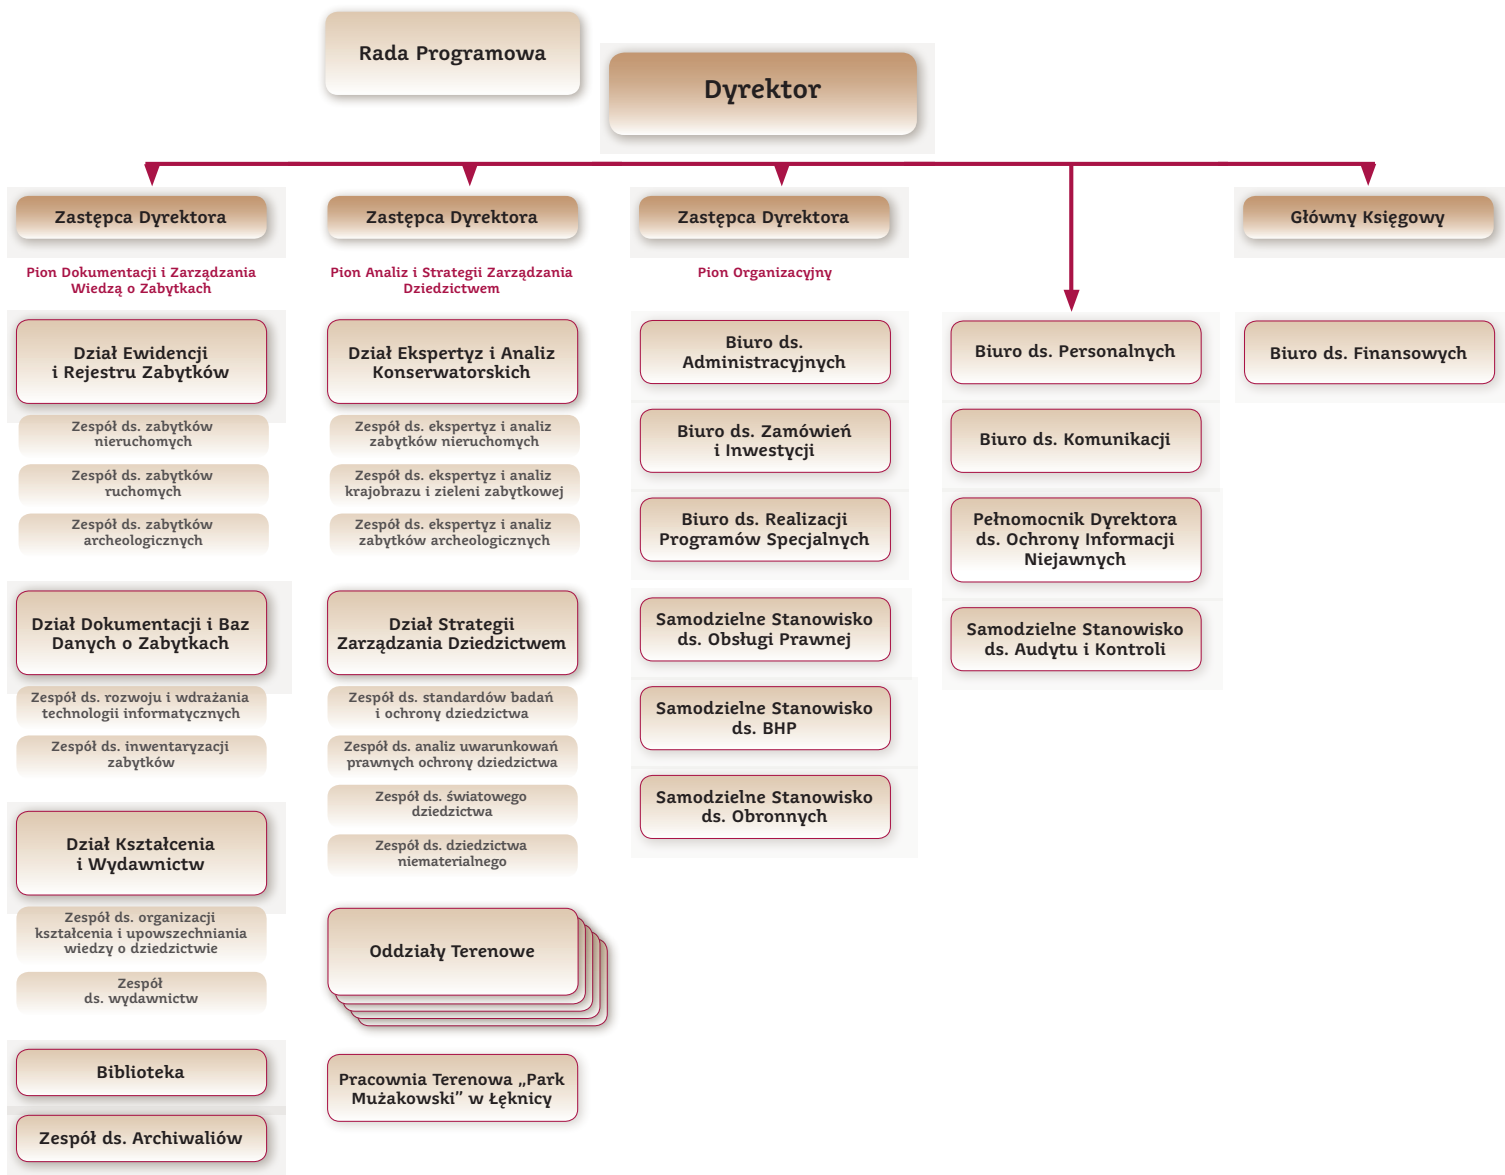 Rada Programowa
Dyrektor
Zastępca Dyrektora
Pion Dokumentacji i Zarządzania
Wiedzą o Zabytkach
Dział Ewidencji
i Rejestru Zabytków
Zespół ds. zabytków
nieruchomych
Zespół ds. zabytków
ruchomych
Zespół ds. zabytków
archeologicznych
Dział Dokumentacji i Baz
Danych o Zabytkach
Zespół ds. rozwoju i wdrażania
technologii informatycznych
Zespół ds. inwentaryzacji
zabytków
Dział Kształcenia
i Wydawnictw
Zespół ds. organizacji
kształcenia i upowszechniania
wiedzy o dziedzictwie
Zespół
ds. wydawnictw
Biblioteka
Zespół ds. Archiwaliów
Zastępca Dyrektora
Pion Analiz i Strategii Zarządzania
Dziedzictwem
Dział Ekspertyz i Analiz
Konserwatorskich
Zespół ds. ekspertyz i analiz
zabytków nieruchomych
Zespół ds. ekspertyz i analiz
krajobrazu i zieleni zabytkowej
Zespół ds. ekspertyz i analiz
zabytków archeologicznych
Dział Strategii
Zarządzania Dziedzictwem
Zespół ds. standardów badań
i ochrony dziedzictwa
Zespół ds. analiz uwarunkowań
prawnych ochrony dziedzictwa
Zespół ds. światowego
dziedzictwa
Zespół ds. dziedzictwa
niematerialnego
Oddziały Terenowe
Pracownia Terenowa „Park
Mużakowski” w Łęknicy
Zastępca Dyrektora
Pion Organizacyjny
Biuro ds.
Administracyjnych
Biuro ds. Zamówień
i Inwestycji
Biuro ds. Realizacji
Programów Specjalnych
Samodzielne Stanowisko
ds. Obsługi Prawnej
Samodzielne Stanowisko
ds. BHP
Samodzielne Stanowisko
ds. Obronnych
Biuro ds. Personalnych
Biuro ds. Komunikacji
Pełnomocnik Dyrektora
ds. Ochrony Informacji
Niejawnych
Samodzielne Stanowisko
ds. Audytu i Kontroli
Główny Księgowy
Biuro ds. Finansowych